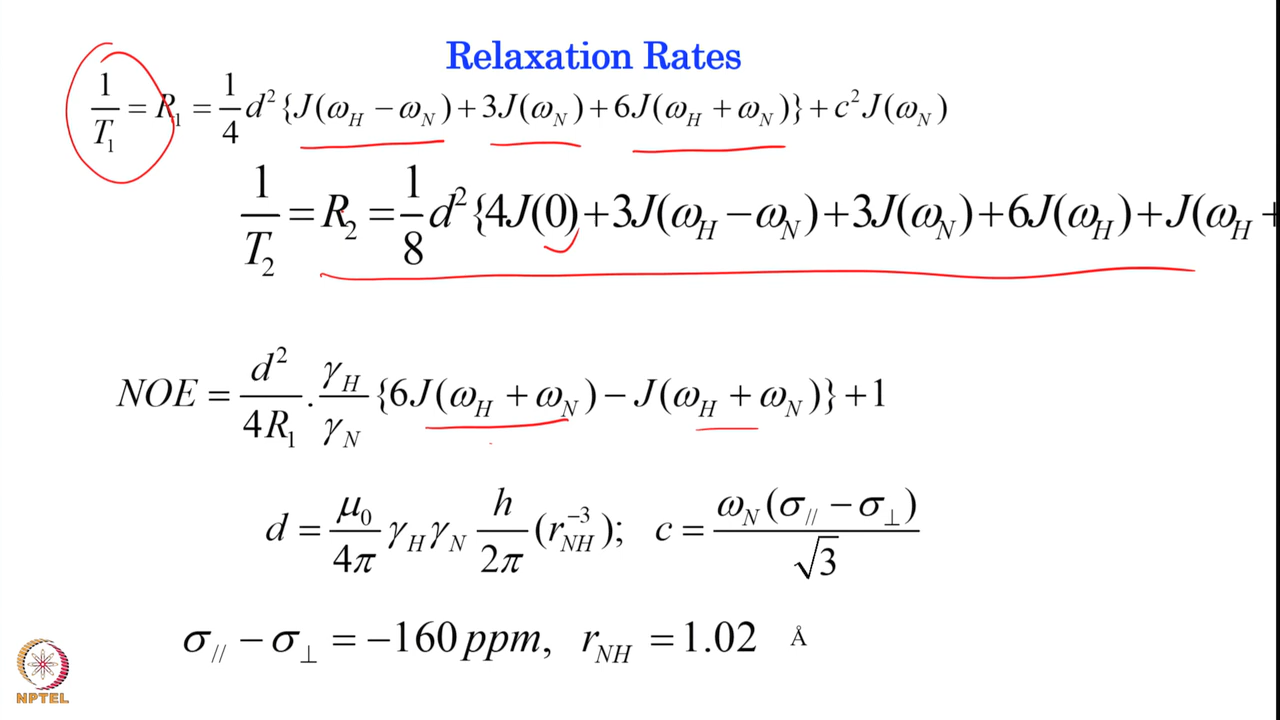 Relaxation Rates
1/T₁ = R₁ = 1/4 d²{J(ω_H − ω_N) + 3J(ω_N) + 6J(ω_H + ω_N)} + c²J(ω_N)
1/T₂ = R₂ = 1/8 d²{4J(0) + 3J(ω_H − ω_N) + 3J(ω_N) + 6J(ω_H) + J(ω_H +
NOE = d²/4R₁ . γ_H/γ_N {6J(ω_H + ω_N) − J(ω_H + ω_N)} + 1
d = μ₀/4π γ_H γ_N h/2π (r_NH⁻³); c = ω_N(σ_// − σ_⊥)/√3
σ_// − σ_⊥ = −160 ppm, r_NH = 1.02 Å
NPTEL